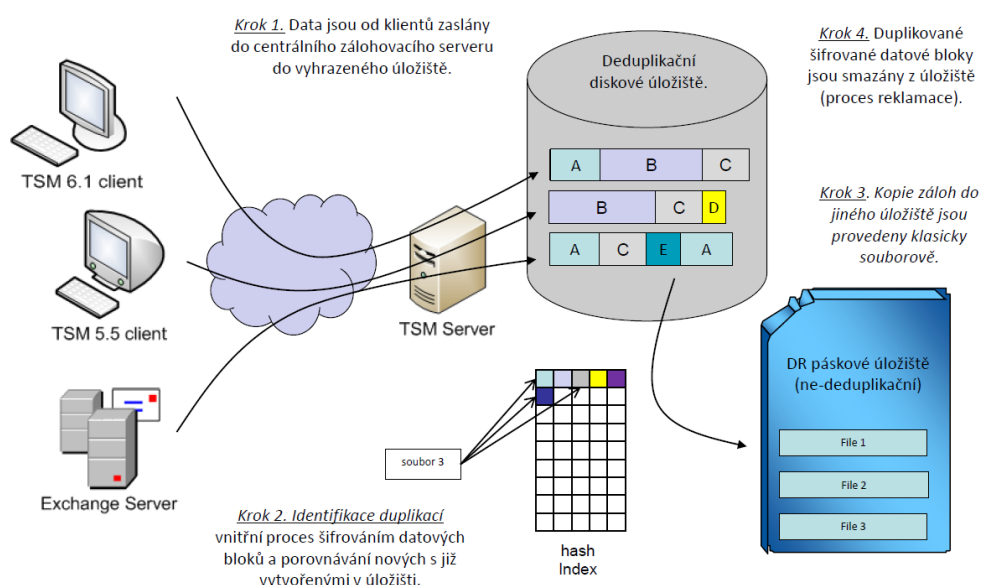 Krok 1. Data jsou od klientů zaslány
do centrálního zálohovacího serveru
do vyhrazeného úložiště.
Krok 4. Duplikované
šifrované datové bloky
jsou smazány z úložiště
(proces reklamace).
Deduplikační
diskové úložiště.
A B C
B C D
A C E A
TSM 6.1 client
TSM 5.5 client
Exchange Server
TSM Server
Krok 3. Kopie záloh do
jiného úložiště jsou
provedeny klasicky
souborově.
DR páskové úložiště
(ne-deduplikační)
File 1
File 2
File 3
soubor 3
hash
Index
Krok 2. Identifikace duplikací
vnitřní proces šifrováním datových
bloků a porovnávání nových s již
vytvořenými v úložišti.